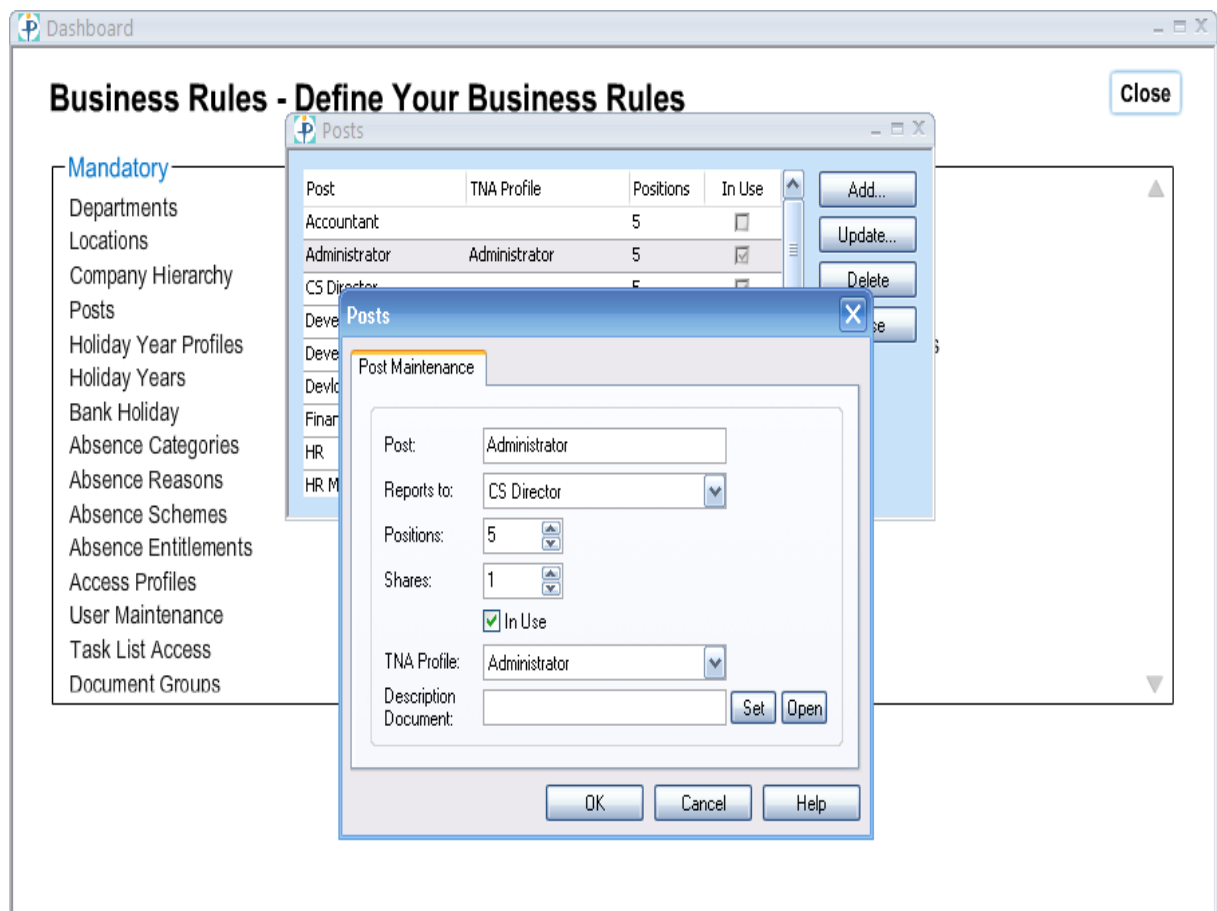 Dashboard
Business Rules - Define Your Business Rules
Close
Mandatory
Departments
Locations
Company Hierarchy
Posts
Holiday Year Profiles
Holiday Years
Bank Holiday
Absence Categories
Absence Reasons
Absence Schemes
Absence Entitlements
Access Profiles
User Maintenance
Task List Access
Document Groups
Posts
Post TNA Profile Positions In Use
Accountant 5
Administrator Administrator 5
CS Director 5
HR
Add...
Update...
Delete
Posts
Post Maintenance
Post: Administrator
Reports to: CS Director
Positions: 5
Shares: 1
In Use
TNA Profile: Administrator
Description
Document:
Set Open
OK Cancel Help